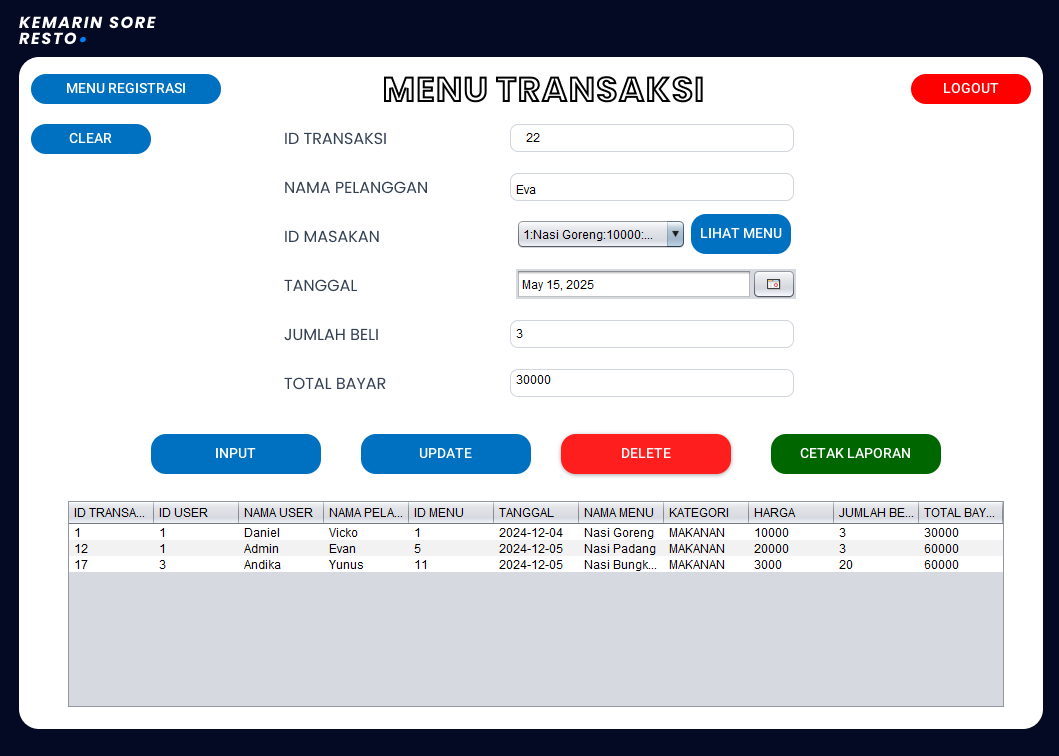 KEMARIN SORE
RESTO
MENU REGISTRASI
MENU TRANSAKSI
LOGOUT
CLEAR
ID TRANSAKSI 22
NAMA PELANGGAN Eva
ID MASAKAN 1:Nasi Goreng:10000:... LIHAT MENU
TANGGAL May 15, 2025
JUMLAH BELI 3
TOTAL BAYAR 30000
INPUT UPDATE DELETE CETAK LAPORAN
ID TRANSA... ID USER NAMA USER NAMA PELA... ID MENU TANGGAL NAMA MENU KATEGORI HARGA JUMLAH BE... TOTAL BAY...
1 1 Daniel Vicko 1 2024-12-04 Nasi Goreng MAKANAN 10000 3 30000
12 1 Admin Evan 5 2024-12-05 Nasi Padang MAKANAN 20000 3 60000
17 3 Andika Yunus 11 2024-12-05 Nasi Bungk... MAKANAN 3000 20 60000